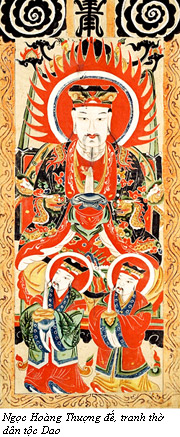 Ngọc Hoàng Thượng đế, tranh thờ
dân tộc Dao